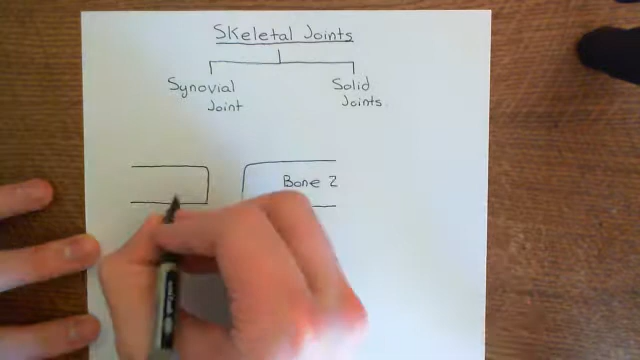 Skeletal Joints
Synovial
Joint
Solid
Joints
Bone 2